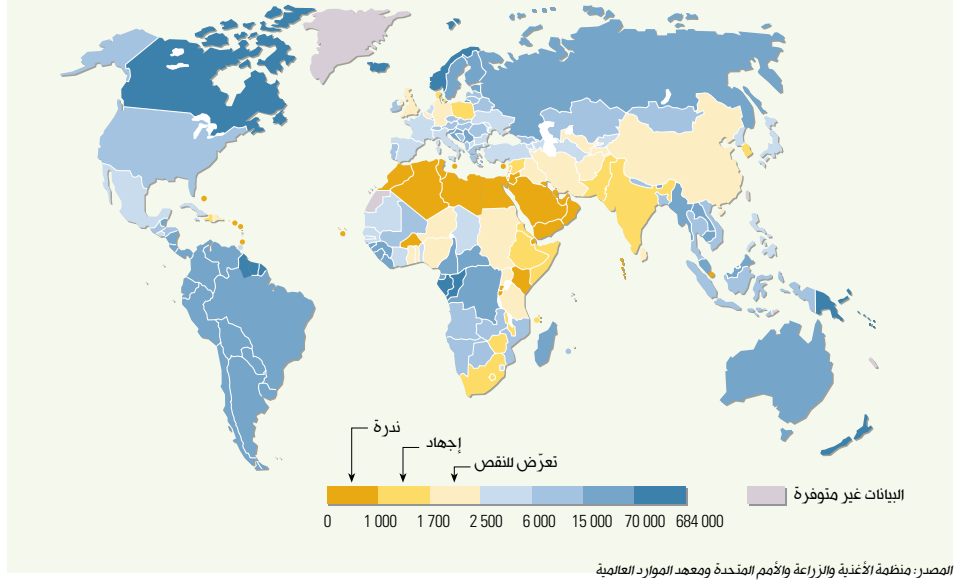 ندرة
إجهاد
تعرّض للنقص
البيانات غير متوفرة
0 1 000 1 700 2 500 6 000 15 000 70 000 684 000
المصدر: منظمة الأغذية والزراعة والأمم المتحدة ومعهد الموارد العالمية